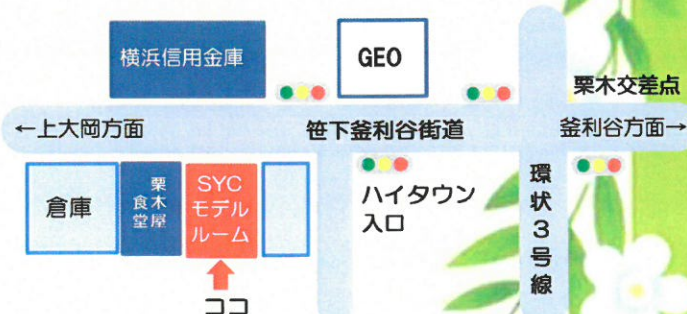 横浜信用金庫
GEO
栗木交差点
←上大岡方面
笹下釜利谷街道
釜利谷方面→
倉庫
栗木屋
食堂
SYC
モデル
ルーム
ハイタウン
入口
環状3号線
ココ